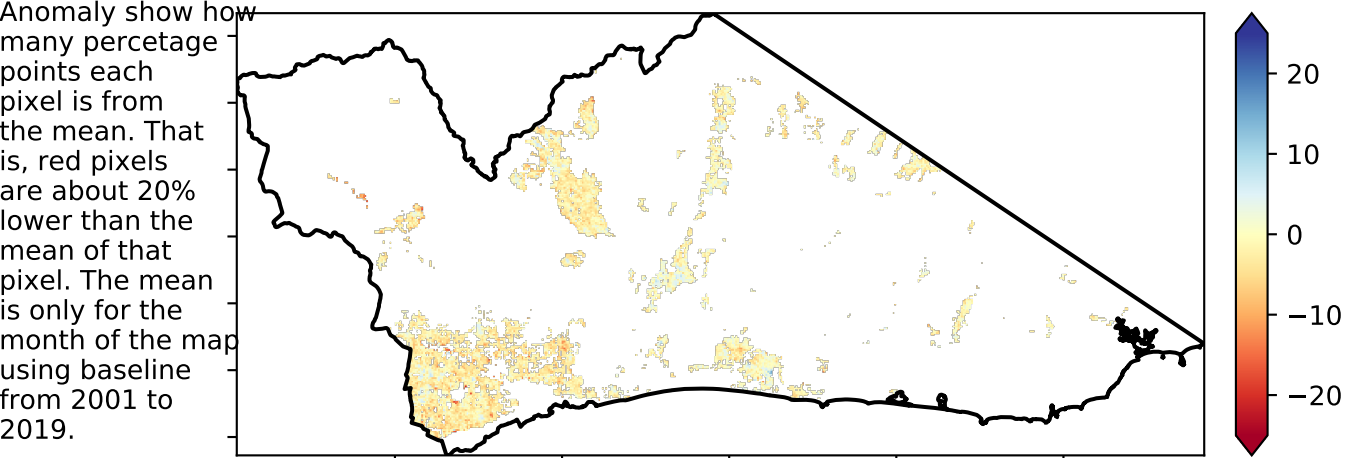 Anomaly show how
many percetage
points each
pixel is from
the mean. That
is, red pixels
are about 20%
lower than the
mean of that
pixel. The mean
is only for the
month of the map
using baseline
from 2001 to
2019.
20
10
0
−10
−20